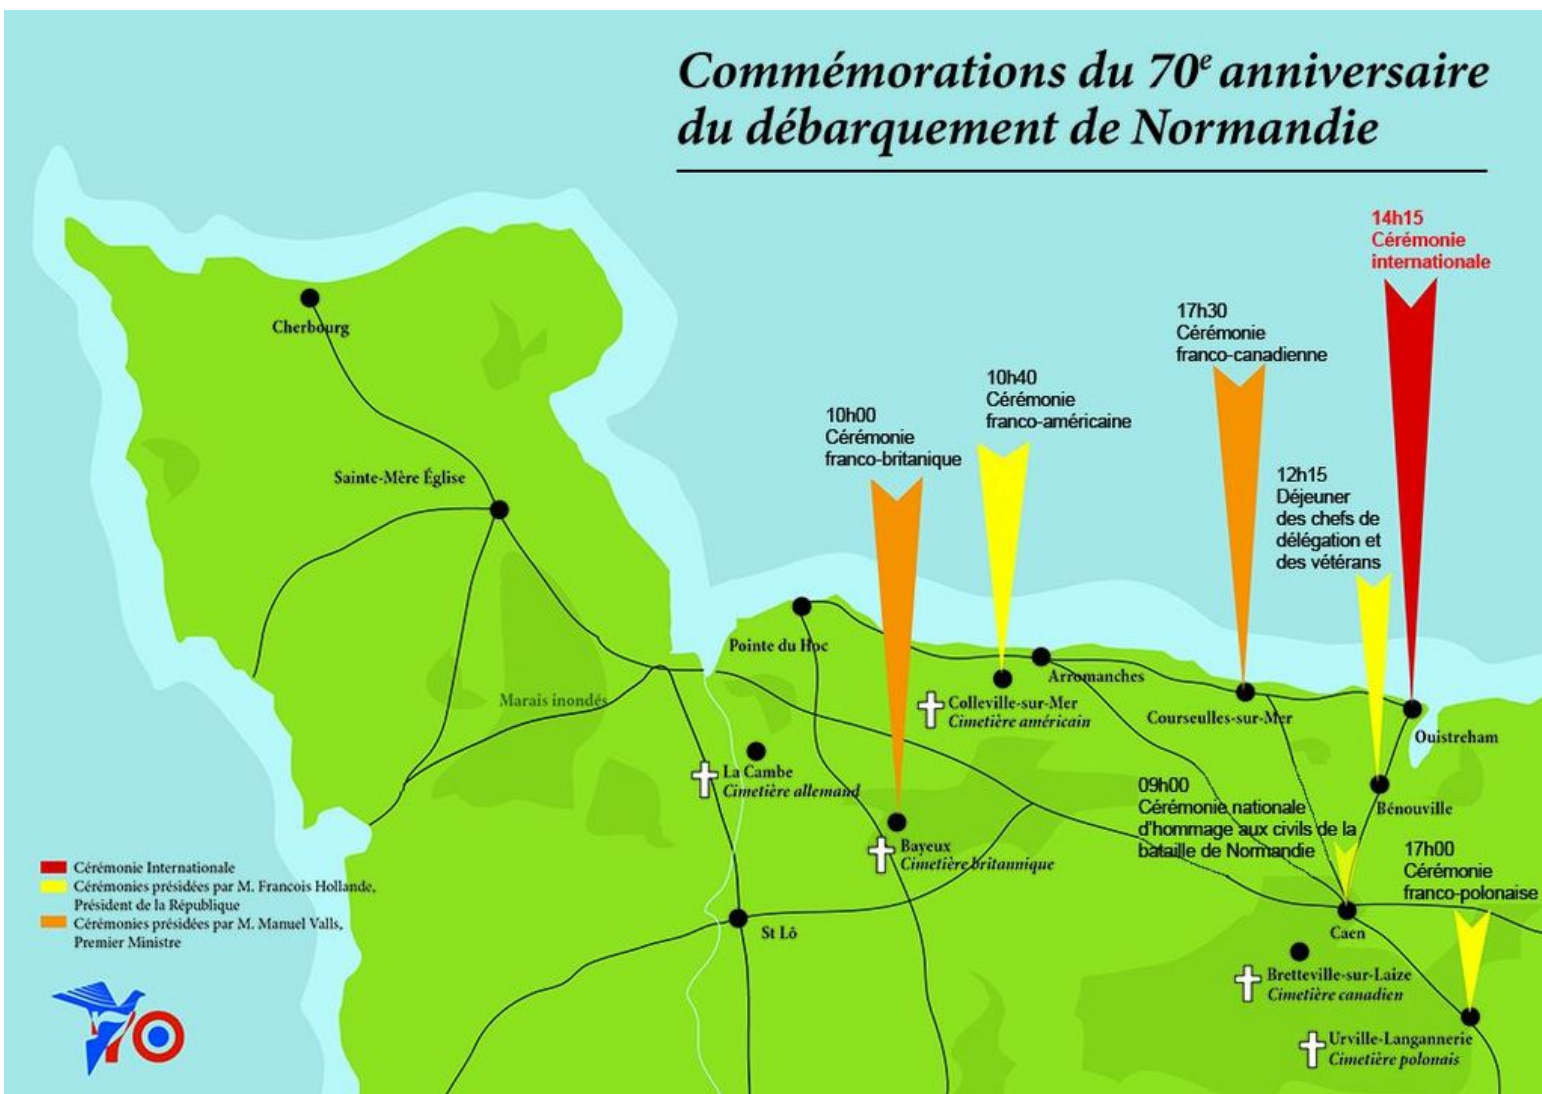 Commémorations du 70e anniversaire
du débarquement de Normandie
14h15
Cérémonie
internationale
17h30
Cérémonie
franco-canadienne
10h40
Cérémonie
franco-américaine
10h00
Cérémonie
franco-britanique
12h15
Déjeuner
des chefs de
délégation et
des vétérans
Cherbourg
Sainte-Mère Église
Pointe du Hoc
Marais inondés
Arromanches
Colleville-sur-Mer
Cimetière américain
Courseulles-sur-Mer
Ouistreham
La Cambe
Cimetière allemand
Bénouville
09h00
Cérémonie nationale
d'hommage aux civils de la
bataille de Normandie
Bayeux
Cimetière britannique
17h00
Cérémonie
franco-polonaise
St Lô
Caen
Bretteville-sur-Laize
Cimetière canadien
Urville-Langannerie
Cimetière polonais
Cérémonie Internationale
Cérémonies présidées par M. Francois Hollande,
Président de la République
Cérémonies présidées par M. Manuel Valls,
Premier Ministre
70